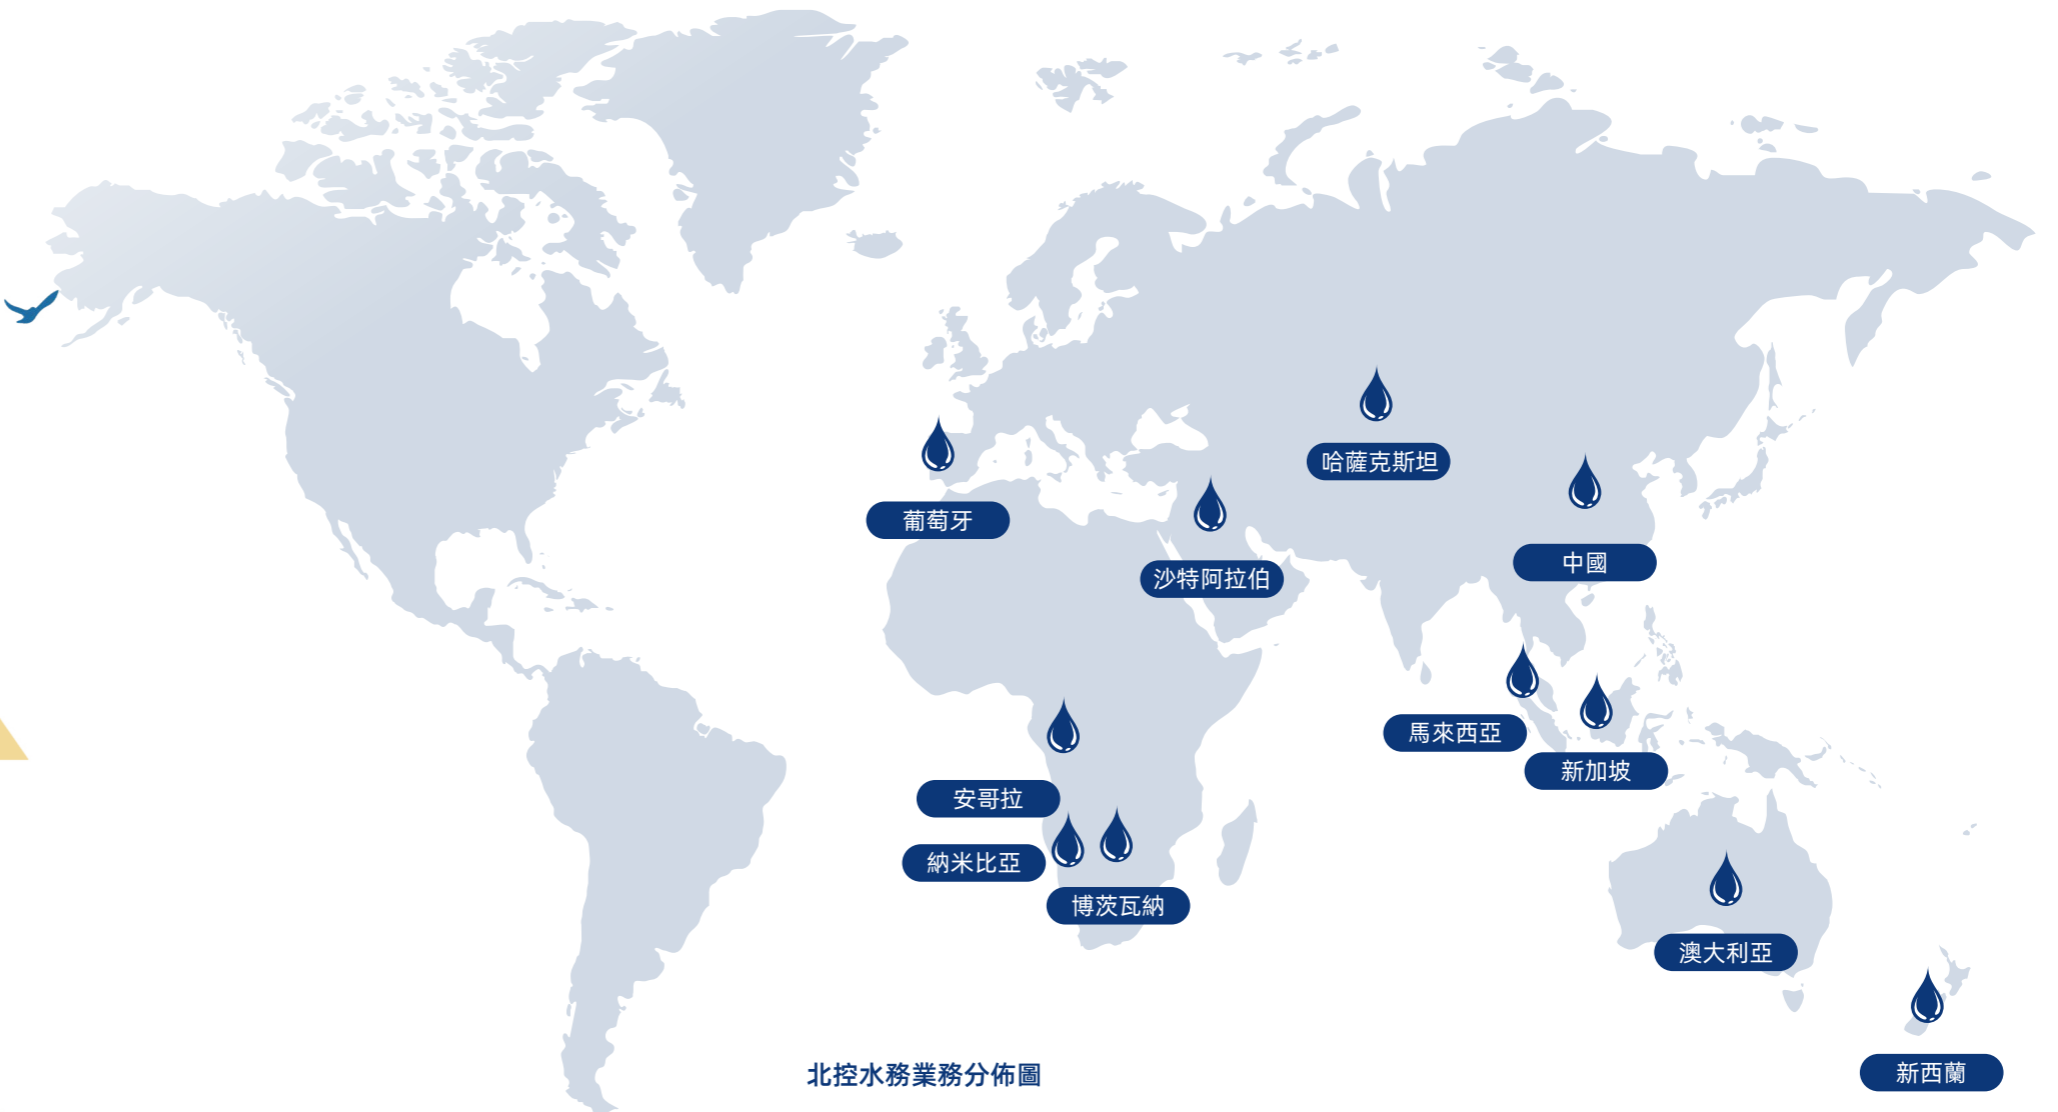 哈薩克斯坦
葡萄牙
中國
沙特阿拉伯
馬來西亞
新加坡
安哥拉
納米比亞
博茨瓦納
澳大利亞
新西蘭
北控水務業務分佈圖